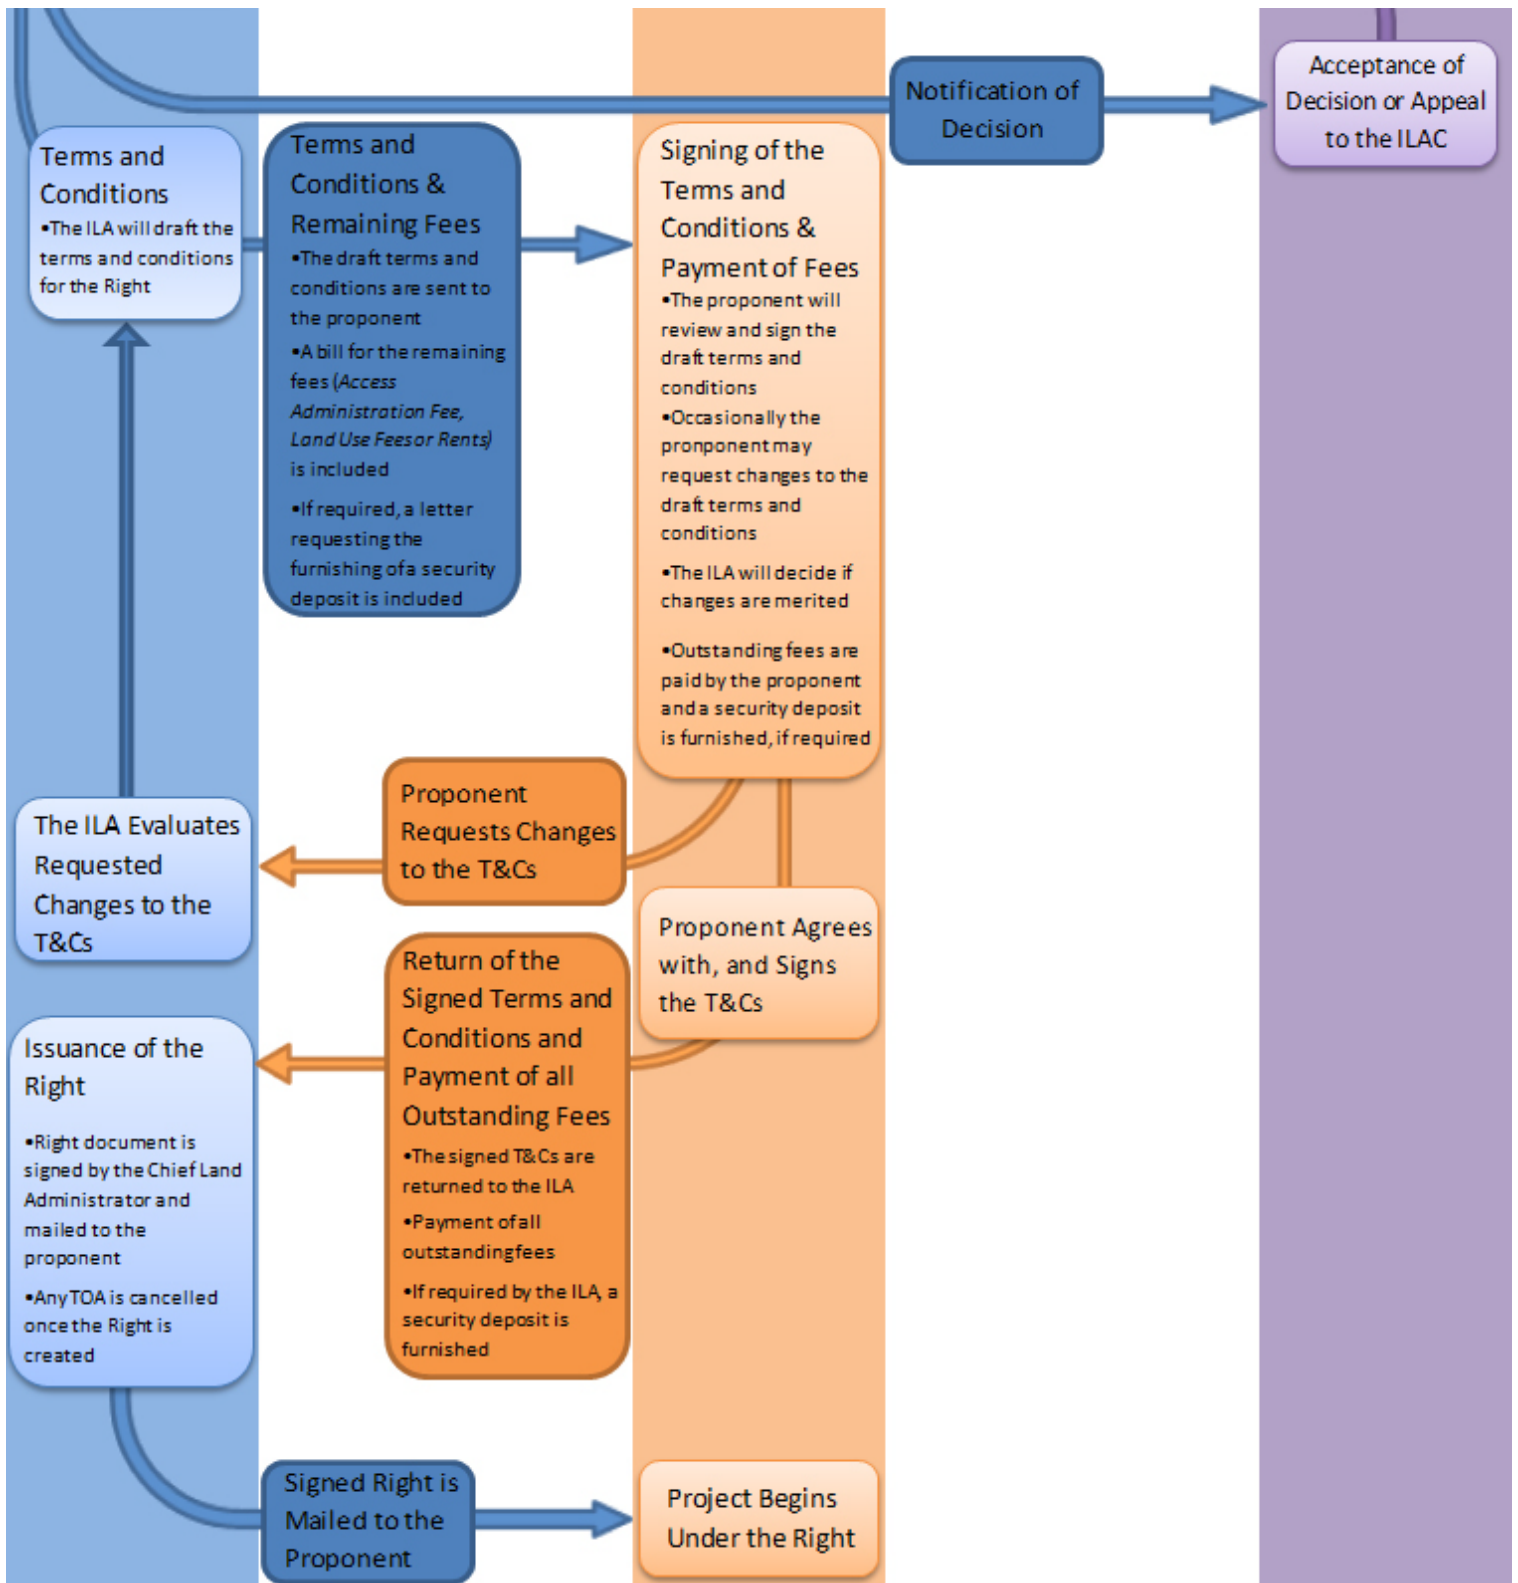 Terms and
Conditions
•The ILA will draft the
terms and conditions
for the Right
Terms and
Conditions &
Remaining Fees
•The draft terms and
conditions are sent to
the proponent
•A bill for the remaining
fees (Access
Administration Fee,
Land Use Fees or Rents)
is included
•If required, a letter
requesting the
furnishing of a security
deposit is included
Signing of the
Terms and
Conditions &
Payment of Fees
•The proponent will
review and sign the
draft terms and
conditions
•Occasionally the
pronponent may
request changes to the
draft terms and
conditions
•The ILA will decide if
changes are merited
•Outstanding fees are
paid by the proponent
and a security deposit
is furnished, if required
Notification of
Decision
Acceptance of
Decision or Appeal
to the ILAC
Proponent
Requests Changes
to the T&Cs
The ILA Evaluates
Requested
Changes to the
T&Cs
Proponent Agrees
with, and Signs
the T&Cs
Return of the
Signed Terms and
Conditions and
Payment of all
Outstanding Fees
•The signed T&Cs are
returned to the ILA
•Payment of all
outstanding fees
•If required by the ILA, a
security deposit is
furnished
Issuance of the
Right
•Right document is
signed by the Chief Land
Administrator and
mailed to the
proponent
•Any TOA is cancelled
once the Right is
created
Signed Right is
Mailed to the
Proponent
Project Begins
Under the Right